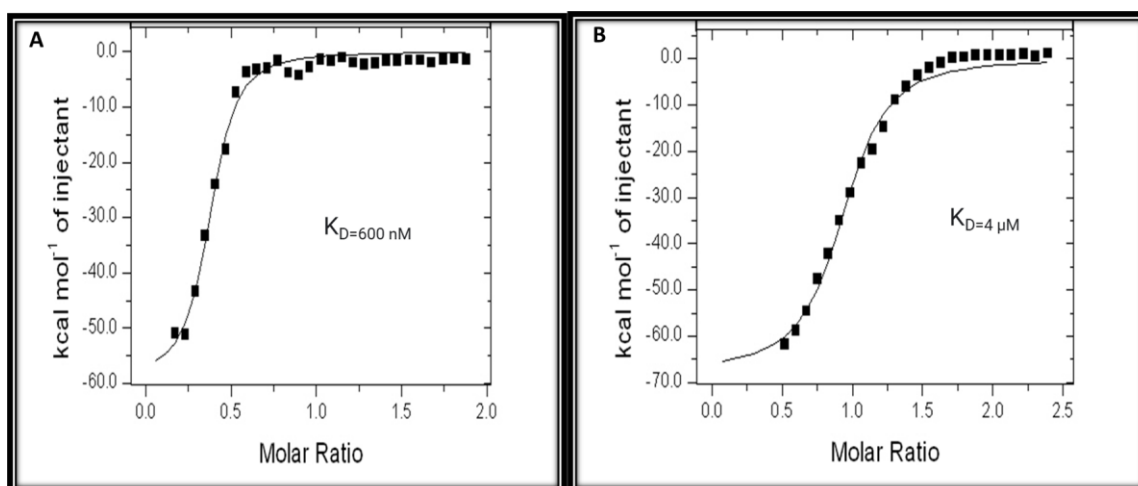 A
0.0
-10.0
-20.0
-30.0
-40.0
-50.0
-60.0
kcal mol⁻¹ of injectant
K_D=600 nM
0.0 0.5 1.0 1.5 2.0
Molar Ratio
B
0.0
-10.0
-20.0
-30.0
-40.0
-50.0
-60.0
-70.0
kcal mol⁻¹ of injectant
K_D=4 µM
0.0 0.5 1.0 1.5 2.0 2.5
Molar Ratio